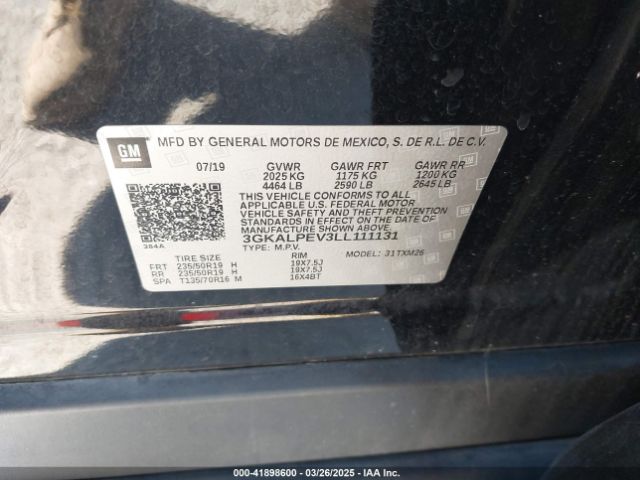 GM
MFD BY GENERAL MOTORS DE MEXICO, S. DE R.L. DE C.V.
07/19 GVWR GAWR FRT GAWR RR
2025 KG 1175 KG 1200 KG
4464 LB 2590 LB 2645 LB
THIS VEHICLE CONFORMS TO ALL
APPLICABLE U.S. FEDERAL MOTOR
VEHICLE SAFETY AND THEFT PREVENTION
STANDARDS IN EFFECT ON THE DATE OF
MANUFACTURE SHOWN ABOVE.
3GKALPEV3LL111131
384A TYPE: M.P.V. MODEL: 31TXM26
TIRE SIZE RIM
FRT 235/50R19 H 19X7.5J
RR 235/50R19 H 19X7.5J
SPA T135/70R16 M 16X4BT
000-41898600 — 03/26/2025 — IAA Inc.